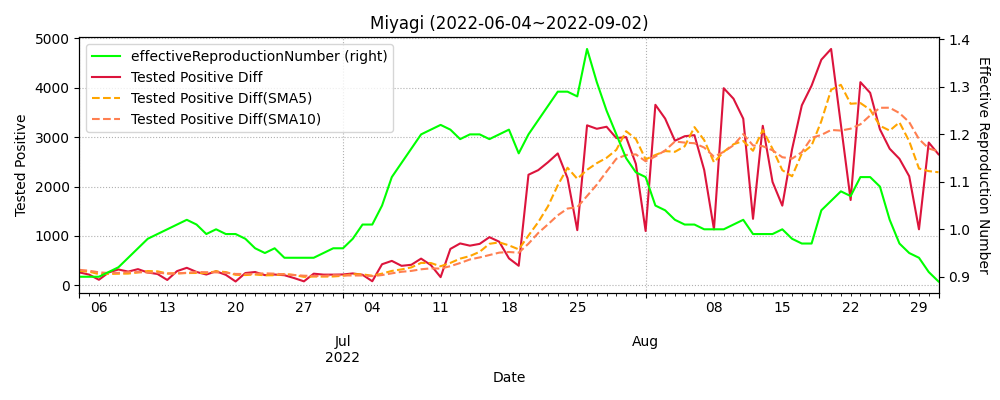 Miyagi (2022-06-04~2022-09-02)
effectiveReproductionNumber (right)
Tested Positive Diff
Tested Positive Diff(SMA5)
Tested Positive Diff(SMA10)
Tested Positive
5000
4000
3000
2000
1000
0
1.4
1.3
1.2
1.1
1.0
0.9
Effective Reproduction Number
06 13 20 27 04 11 18 25 08 15 22 29
Jul Aug
2022
Date